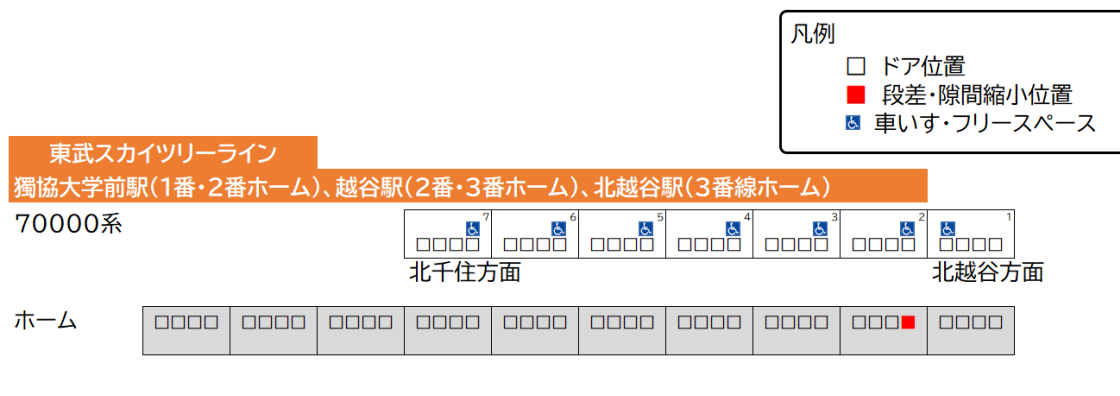 凡例
□ ドア位置
■ 段差・隙間縮小位置
車いす・フリースペース
東武スカイツリーライン
獨協大学前駅(1番・2番ホーム)、越谷駅(2番・3番ホーム)、北越谷駅(3番線ホーム)
70000系
7 6 5 4 3 2 1
北千住方面 北越谷方面
ホーム